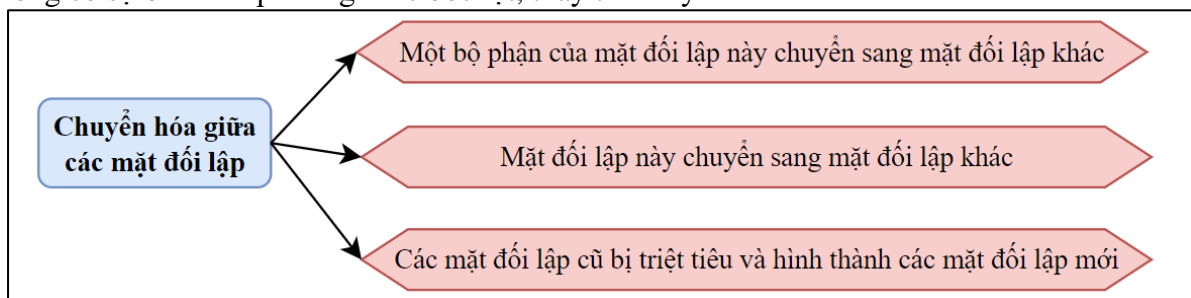 Một bộ phận của mặt đối lập này chuyển sang mặt đối lập khác
Chuyển hóa giữa
các mặt đối lập
Mặt đối lập này chuyển sang mặt đối lập khác
Các mặt đối lập cũ bị triệt tiêu và hình thành các mặt đối lập mới